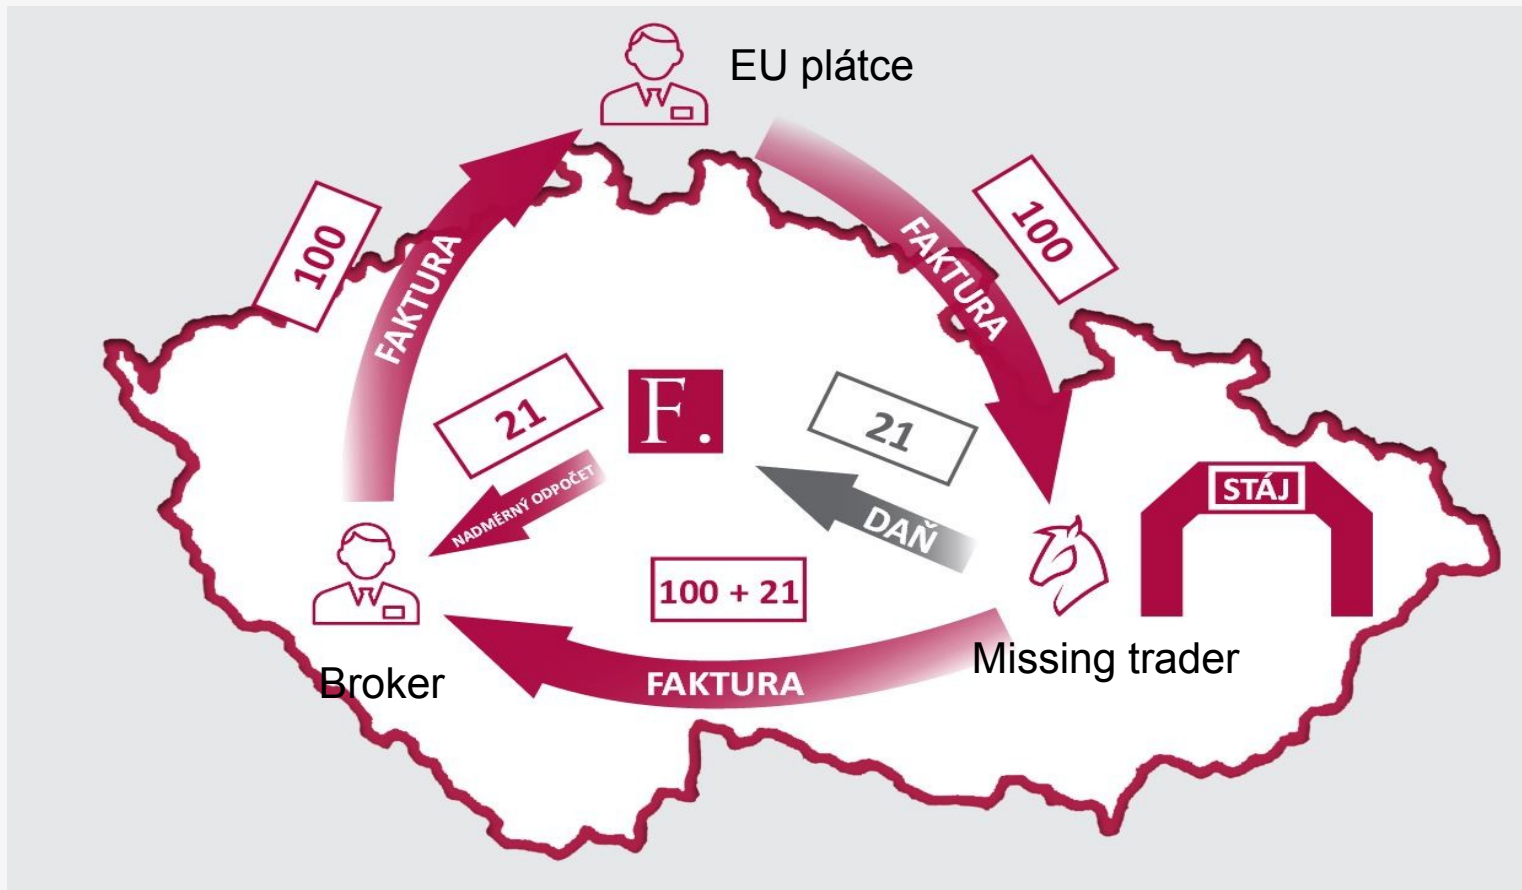 EU plátce
100
FAKTURA
100
FAKTURA
21
F.
21
NADMĚRNÝ ODPOČET
DAŇ
STÁJ
100 + 21
Broker
FAKTURA
Missing trader